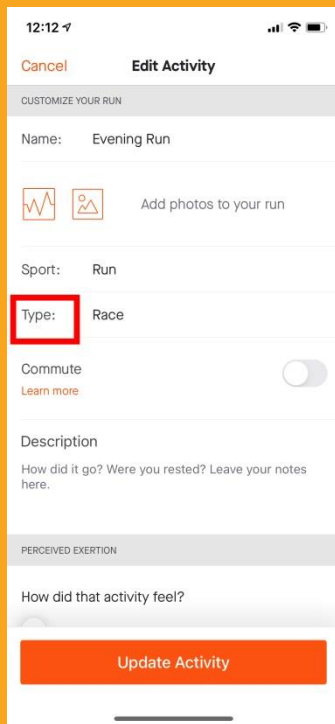 12:12
Cancel Edit Activity
CUSTOMIZE YOUR RUN
Name: Evening Run
Add photos to your run
Sport: Run
Type: Race
Commute
Learn more
Description
How did it go? Were you rested? Leave your notes
here.
PERCEIVED EXERTION
How did that activity feel?
Update Activity